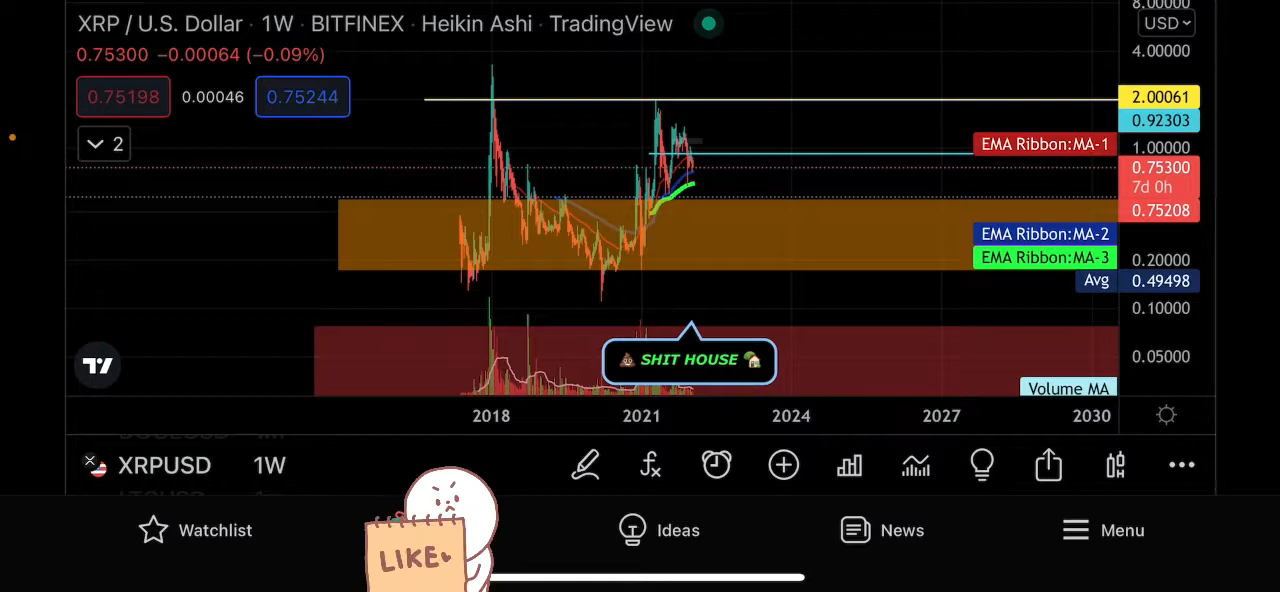 8.00000
XRP / U.S. Dollar · 1W · BITFINEX · Heikin Ashi · TradingView
USD
0.75300 −0.00064 (−0.09%)
4.00000
0.75198 0.00046 0.75244
2.00061
0.92303
2
EMA Ribbon:MA-1
1.00000
0.75300
7d 0h
0.75208
EMA Ribbon:MA-2
EMA Ribbon:MA-3
0.20000
Avg 0.49498
0.10000
💩 SHIT HOUSE 🏡
0.05000
Volume MA
2018 2021 2024 2027 2030
XRPUSD 1W
Watchlist
Ideas
News
Menu
LIKE